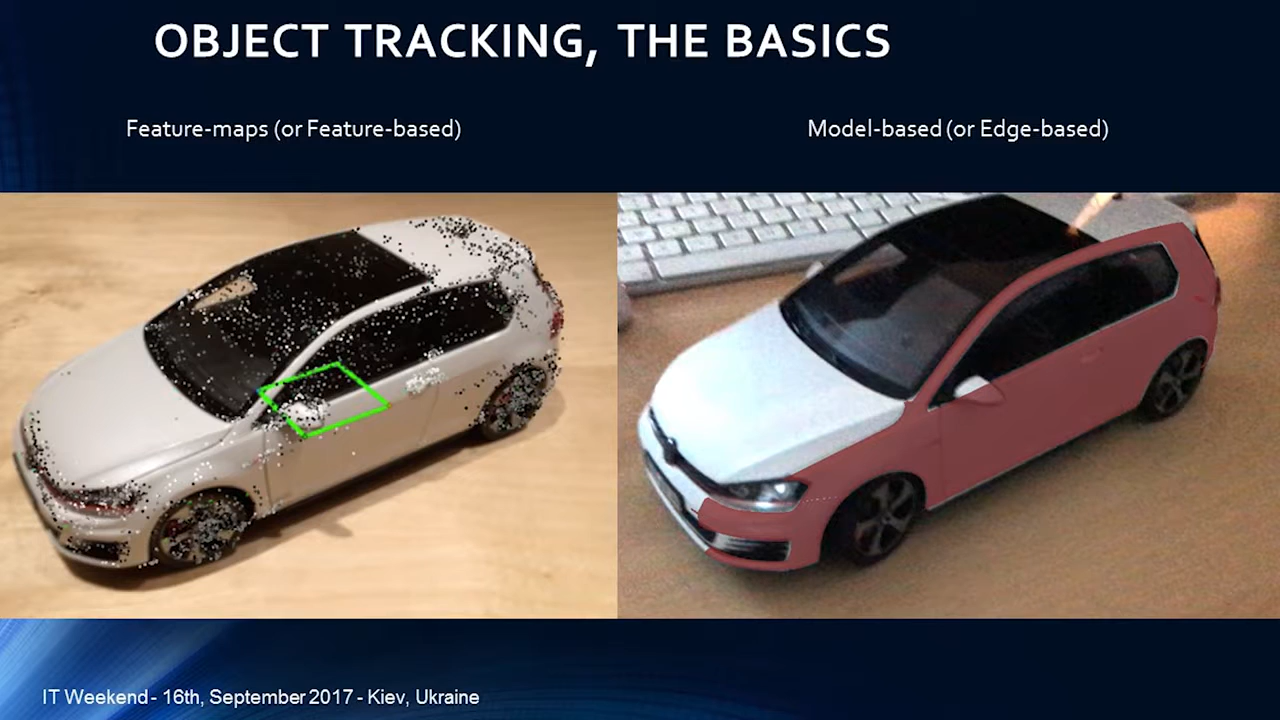 OBJECT TRACKING, THE BASICS
Feature-maps (or Feature-based)
Model-based (or Edge-based)
IT Weekend - 16th, September 2017 - Kiev, Ukraine